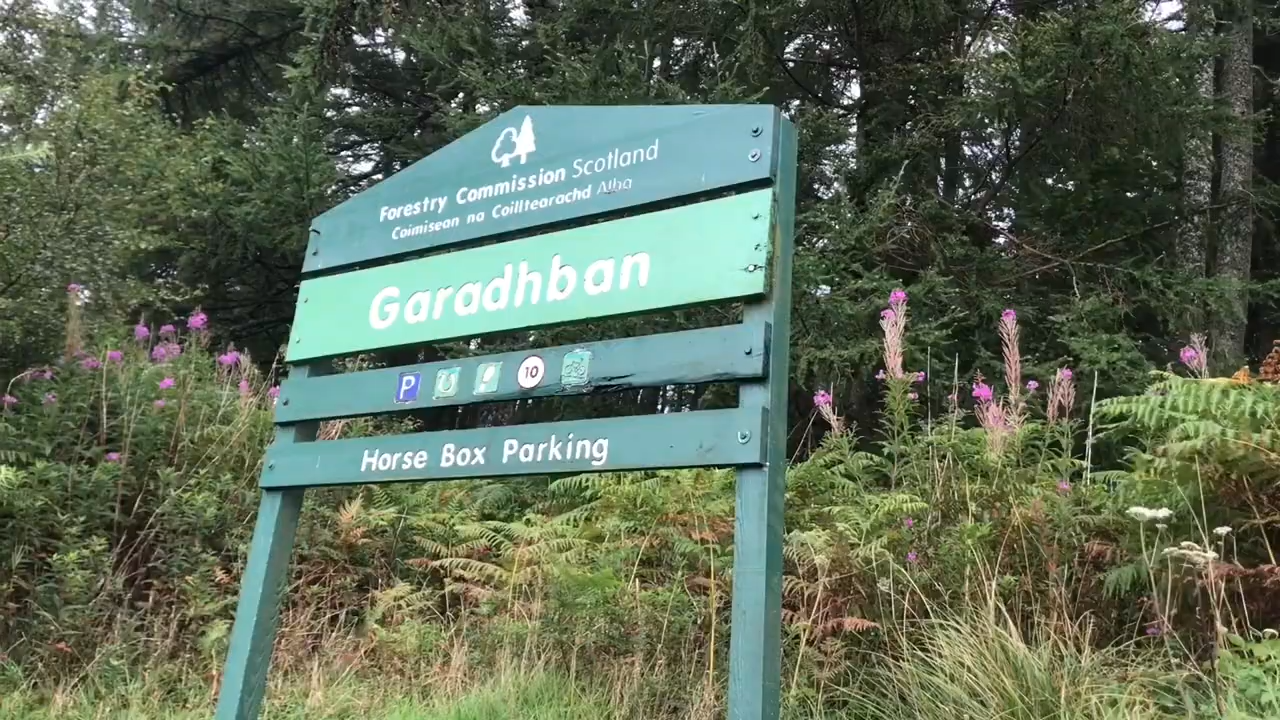 Forestry Commission Scotland
Coimisean na Coilltearachd Alba
Garadhban
P 10
Horse Box Parking